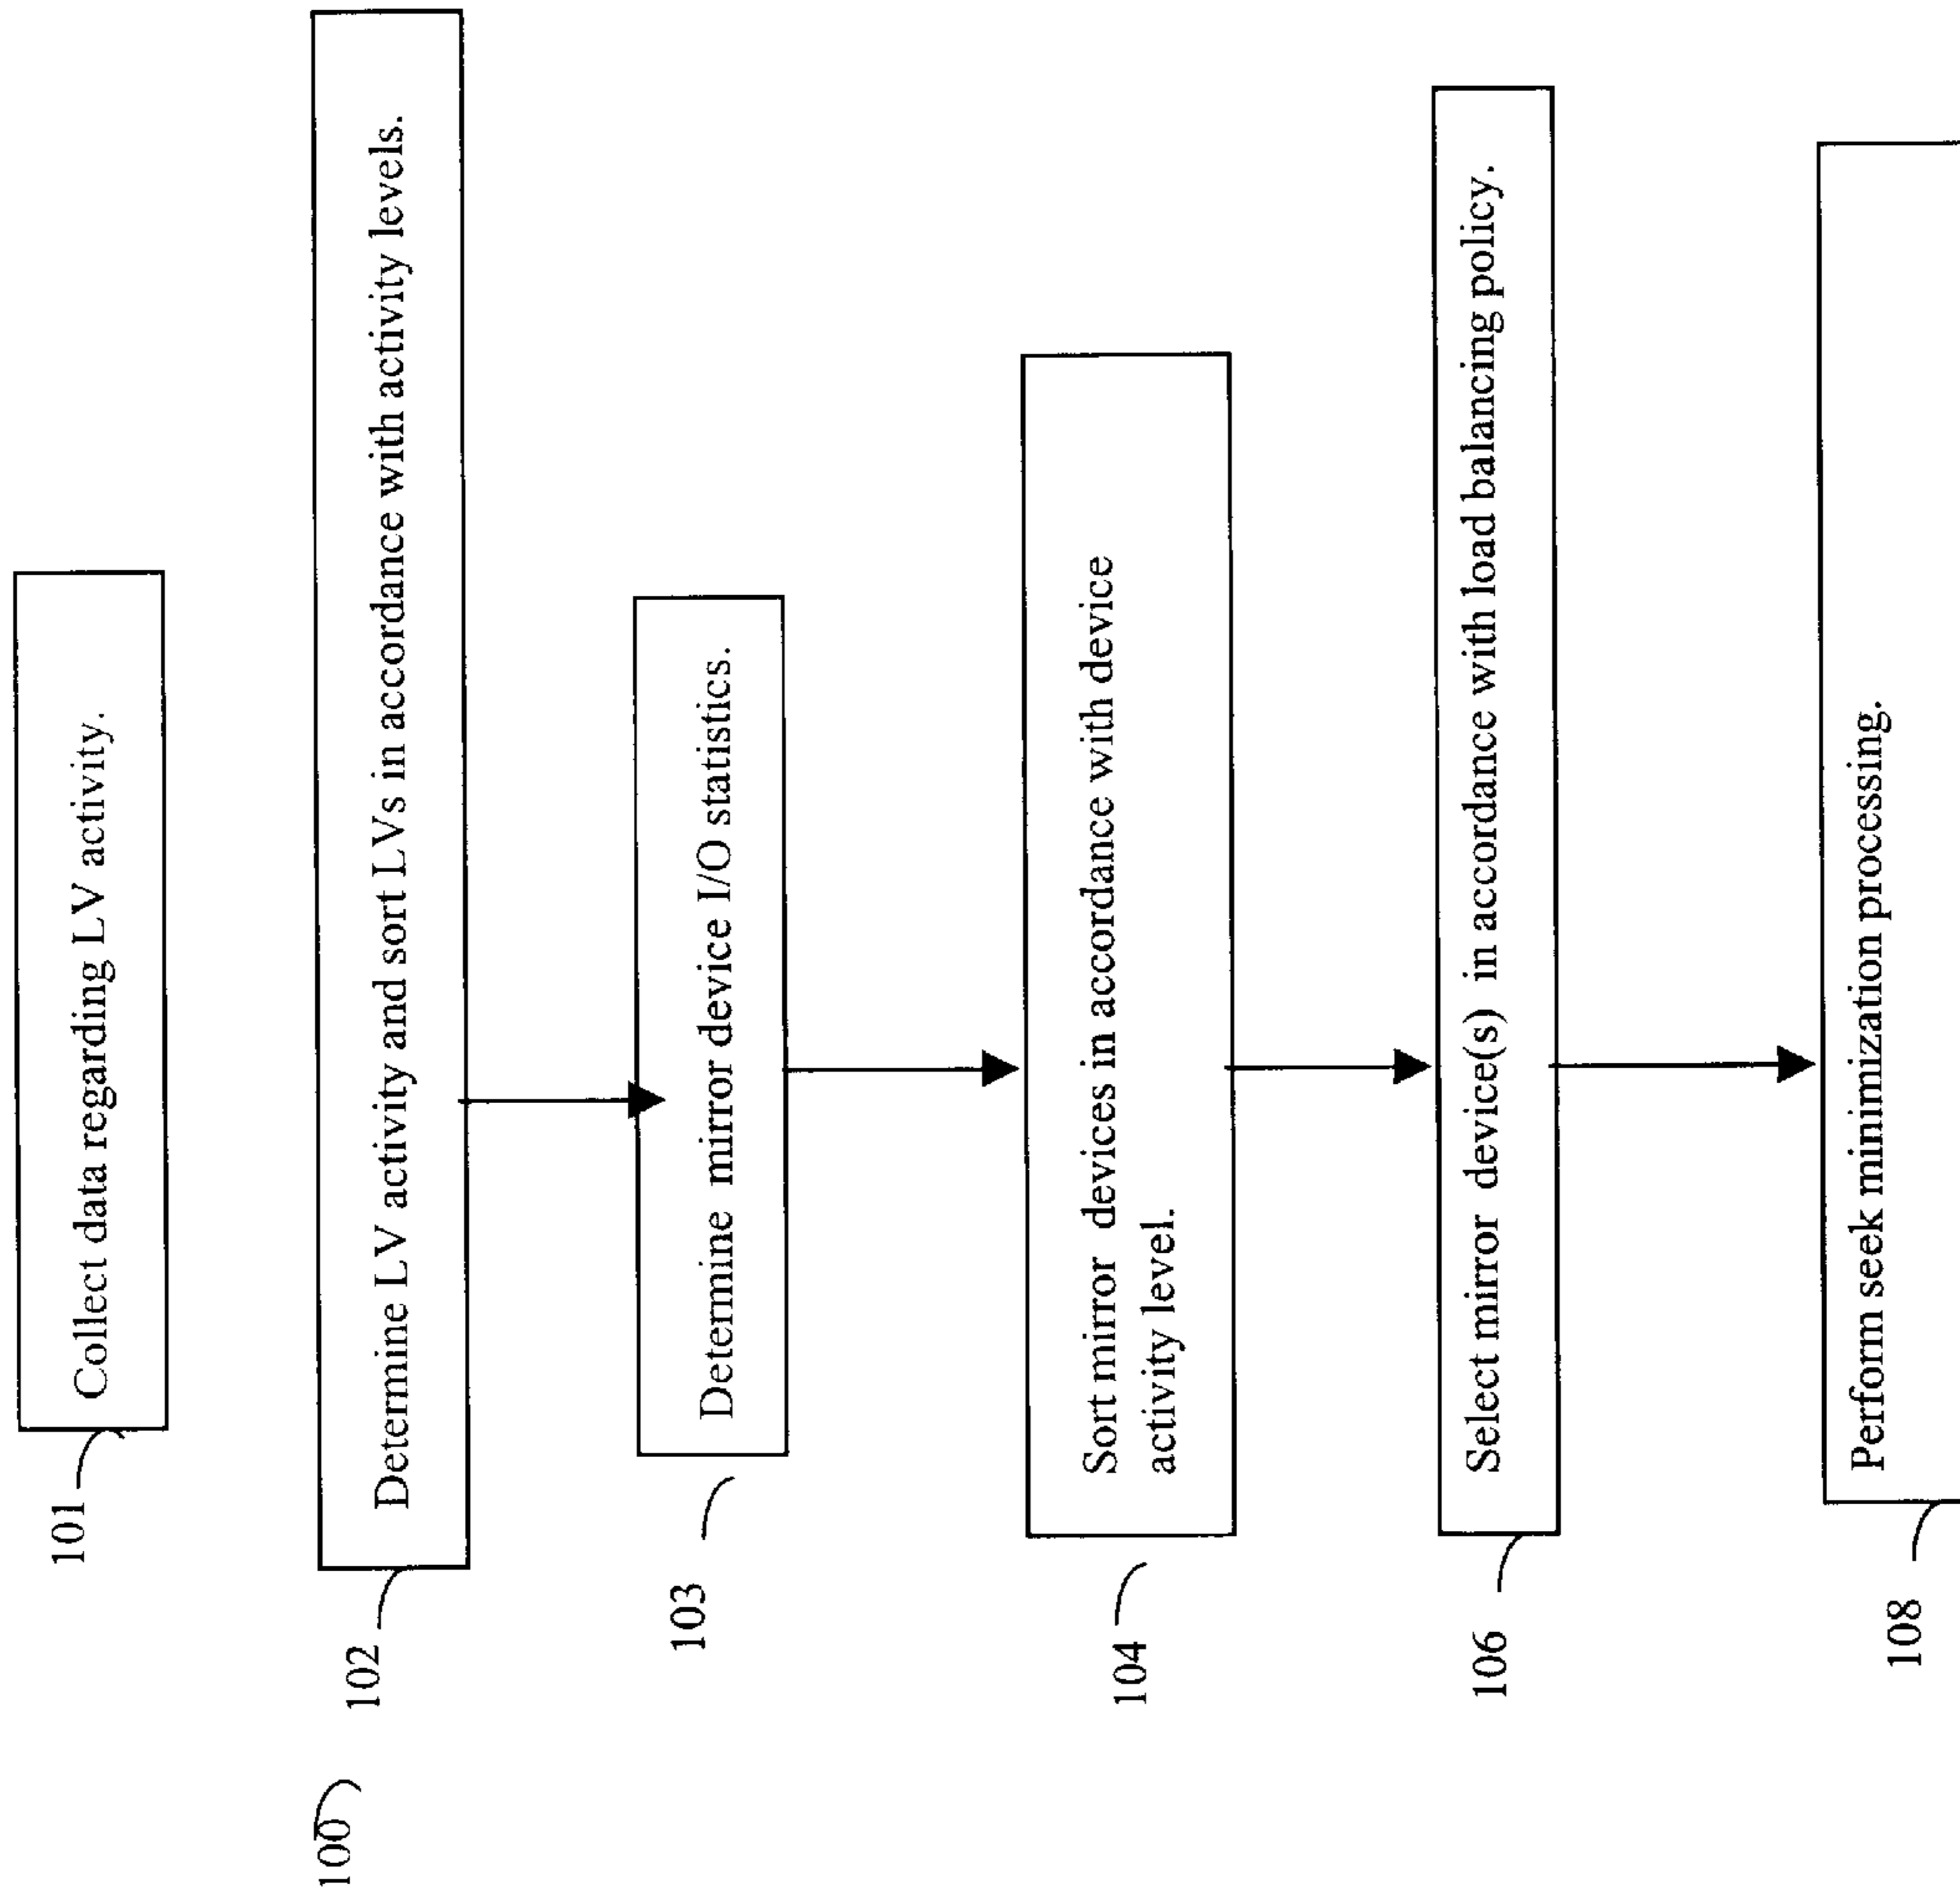 100
101
Collect data regarding LV activity.
102
Determine LV activity and sort LVs in accordance with activity levels.
103
Determine mirror device I/O statistics.
104
Sort mirror devices in accordance with device
activity level.
106
Select mirror device(s) in accordance with load balancing policy.
108
Perform seek minimization processing.